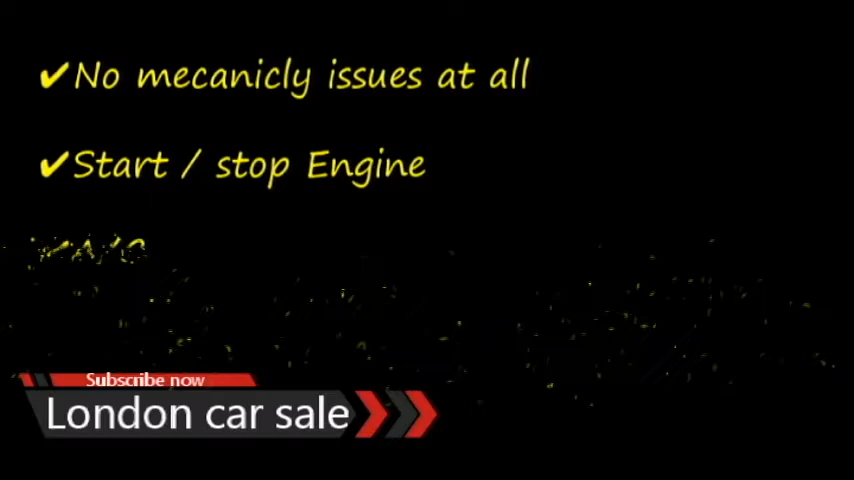 ✔No mecanicly issues at all
✔Start / stop Engine
Subscribe now
London car sale